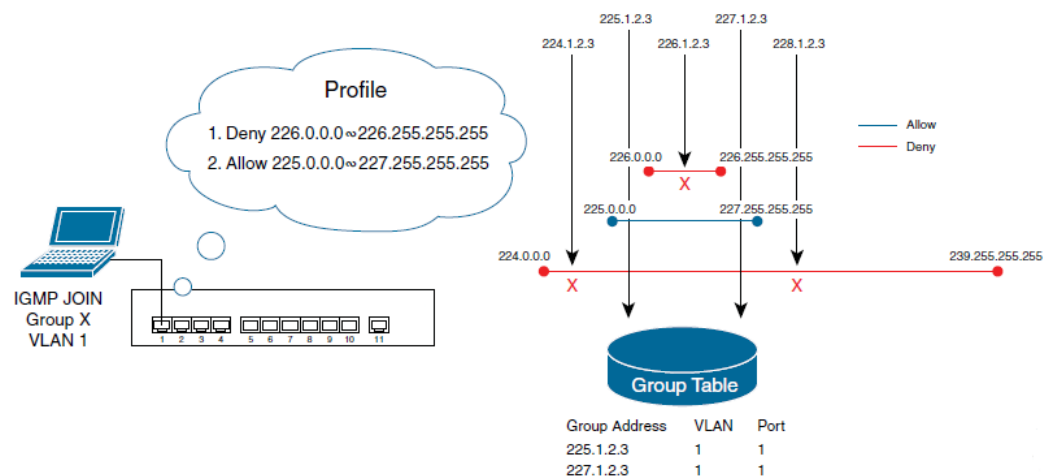 Profile
1. Deny 226.0.0.0∾226.255.255.255
2. Allow 225.0.0.0~227.255.255.255
IGMP JOIN
Group X
VLAN 1
1 2 3 4 5 6 7 8 9 10 11
225.1.2.3 227.1.2.3
224.1.2.3 226.1.2.3 228.1.2.3
Allow
Deny
226.0.0.0 226.255.255.255
X
225.0.0.0 227.255.255.255
224.0.0.0 239.255.255.255
X X
Group Table
Group Address VLAN Port
225.1.2.3 1 1
227.1.2.3 1 1